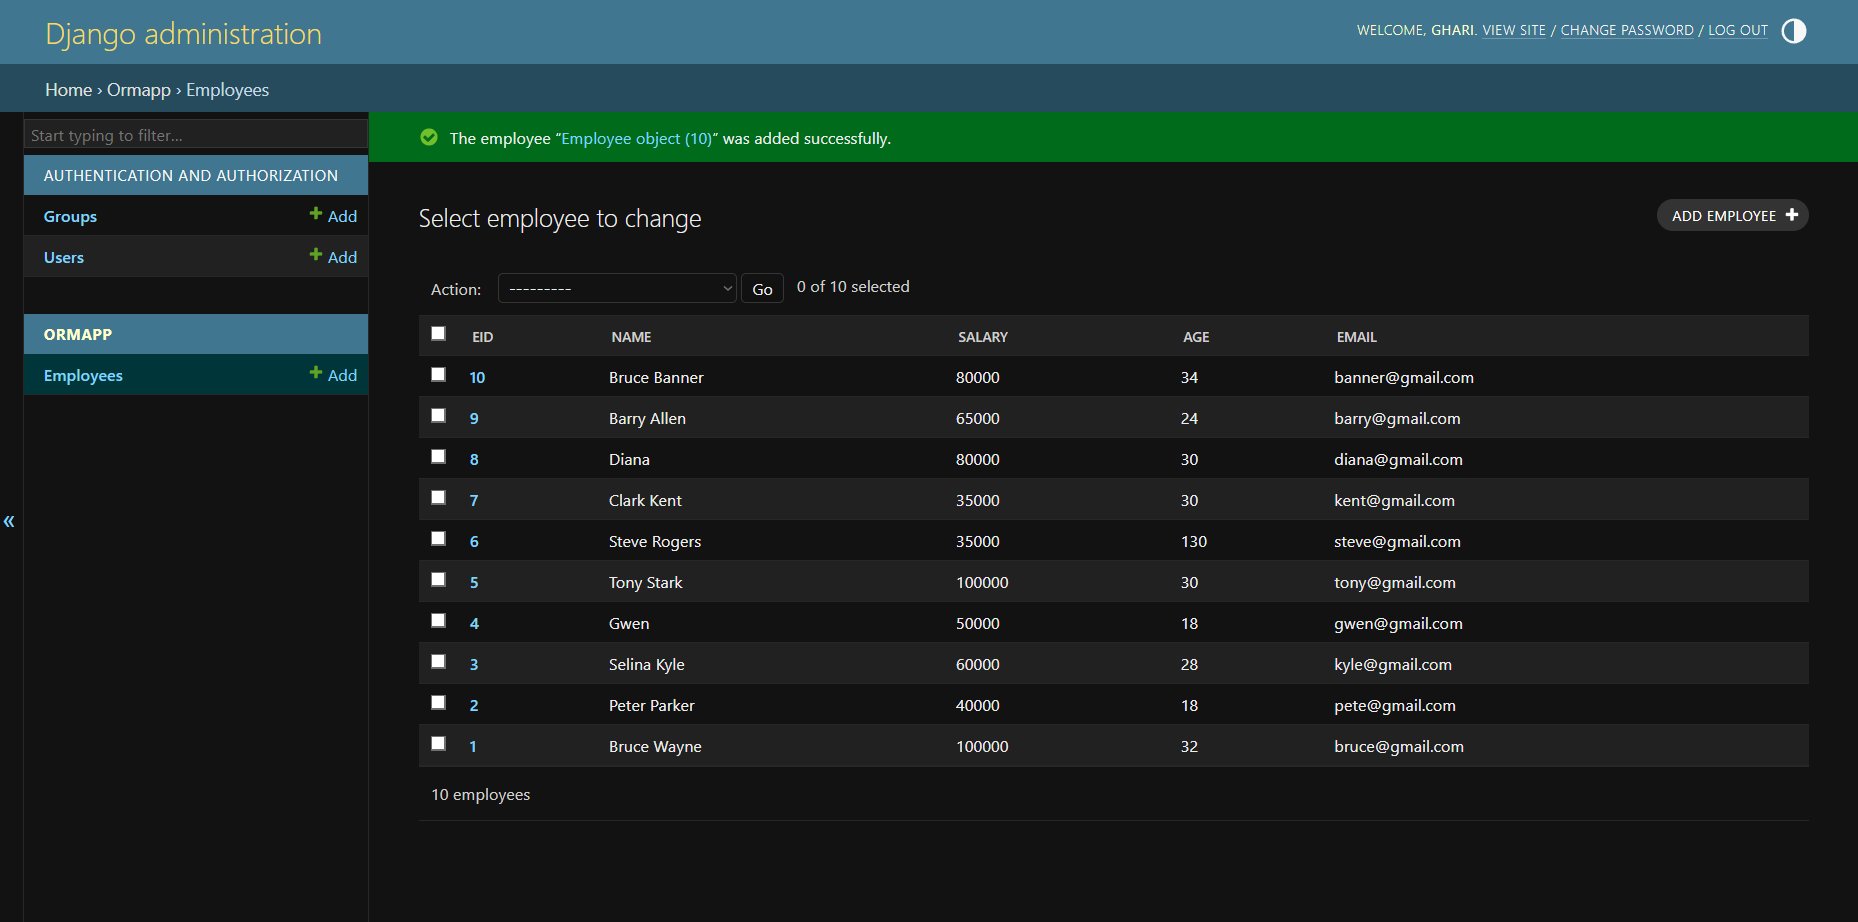 Django administration
WELCOME, GHARI. VIEW SITE / CHANGE PASSWORD / LOG OUT
Home › Ormapp › Employees
Start typing to filter...
AUTHENTICATION AND AUTHORIZATION
Groups + Add
Users + Add
ORMAPP
Employees + Add
«
The employee “Employee object (10)” was added successfully.
Select employee to change
ADD EMPLOYEE +
Action: --------- Go 0 of 10 selected
EID NAME SALARY AGE EMAIL
10 Bruce Banner 80000 34 banner@gmail.com
9 Barry Allen 65000 24 barry@gmail.com
8 Diana 80000 30 diana@gmail.com
7 Clark Kent 35000 30 kent@gmail.com
6 Steve Rogers 35000 130 steve@gmail.com
5 Tony Stark 100000 30 tony@gmail.com
4 Gwen 50000 18 gwen@gmail.com
3 Selina Kyle 60000 28 kyle@gmail.com
2 Peter Parker 40000 18 pete@gmail.com
1 Bruce Wayne 100000 32 bruce@gmail.com
10 employees